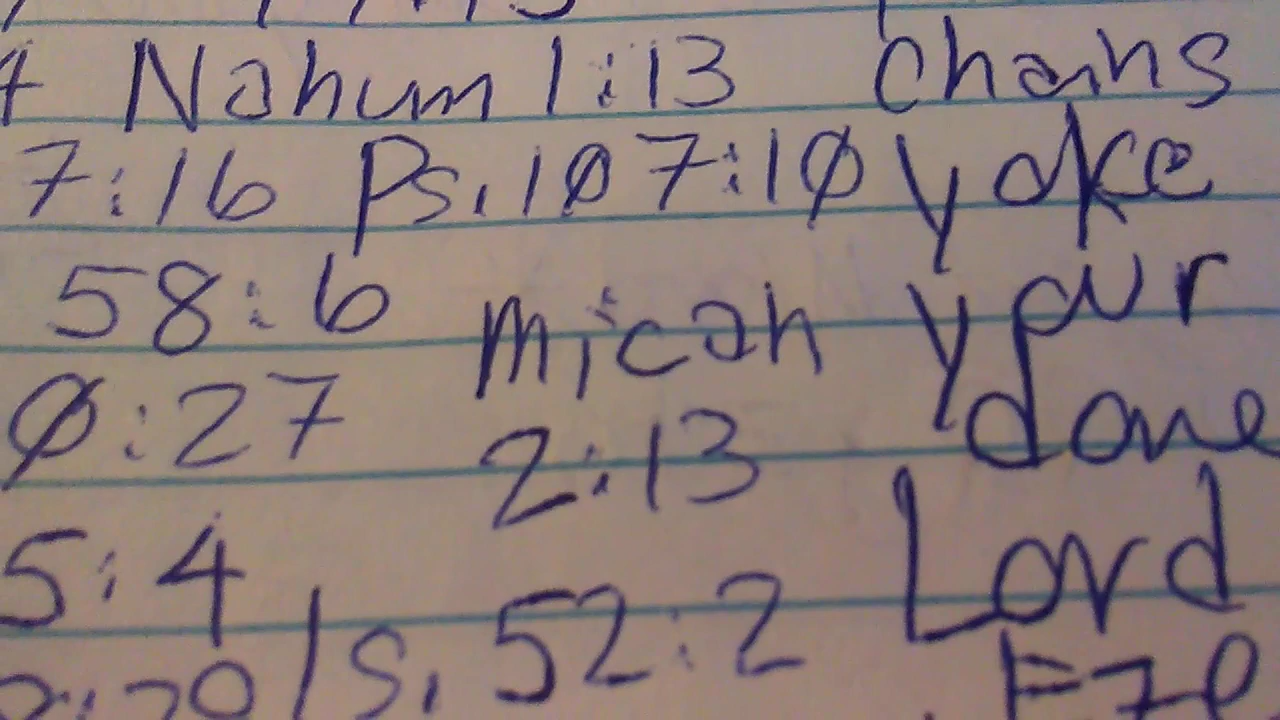 Nahum 1:13 chains
7:16 Ps. 107:10 yoke
58:6 Micah your
0:27 2:13 done
5:4 Lord
Is. 52:2